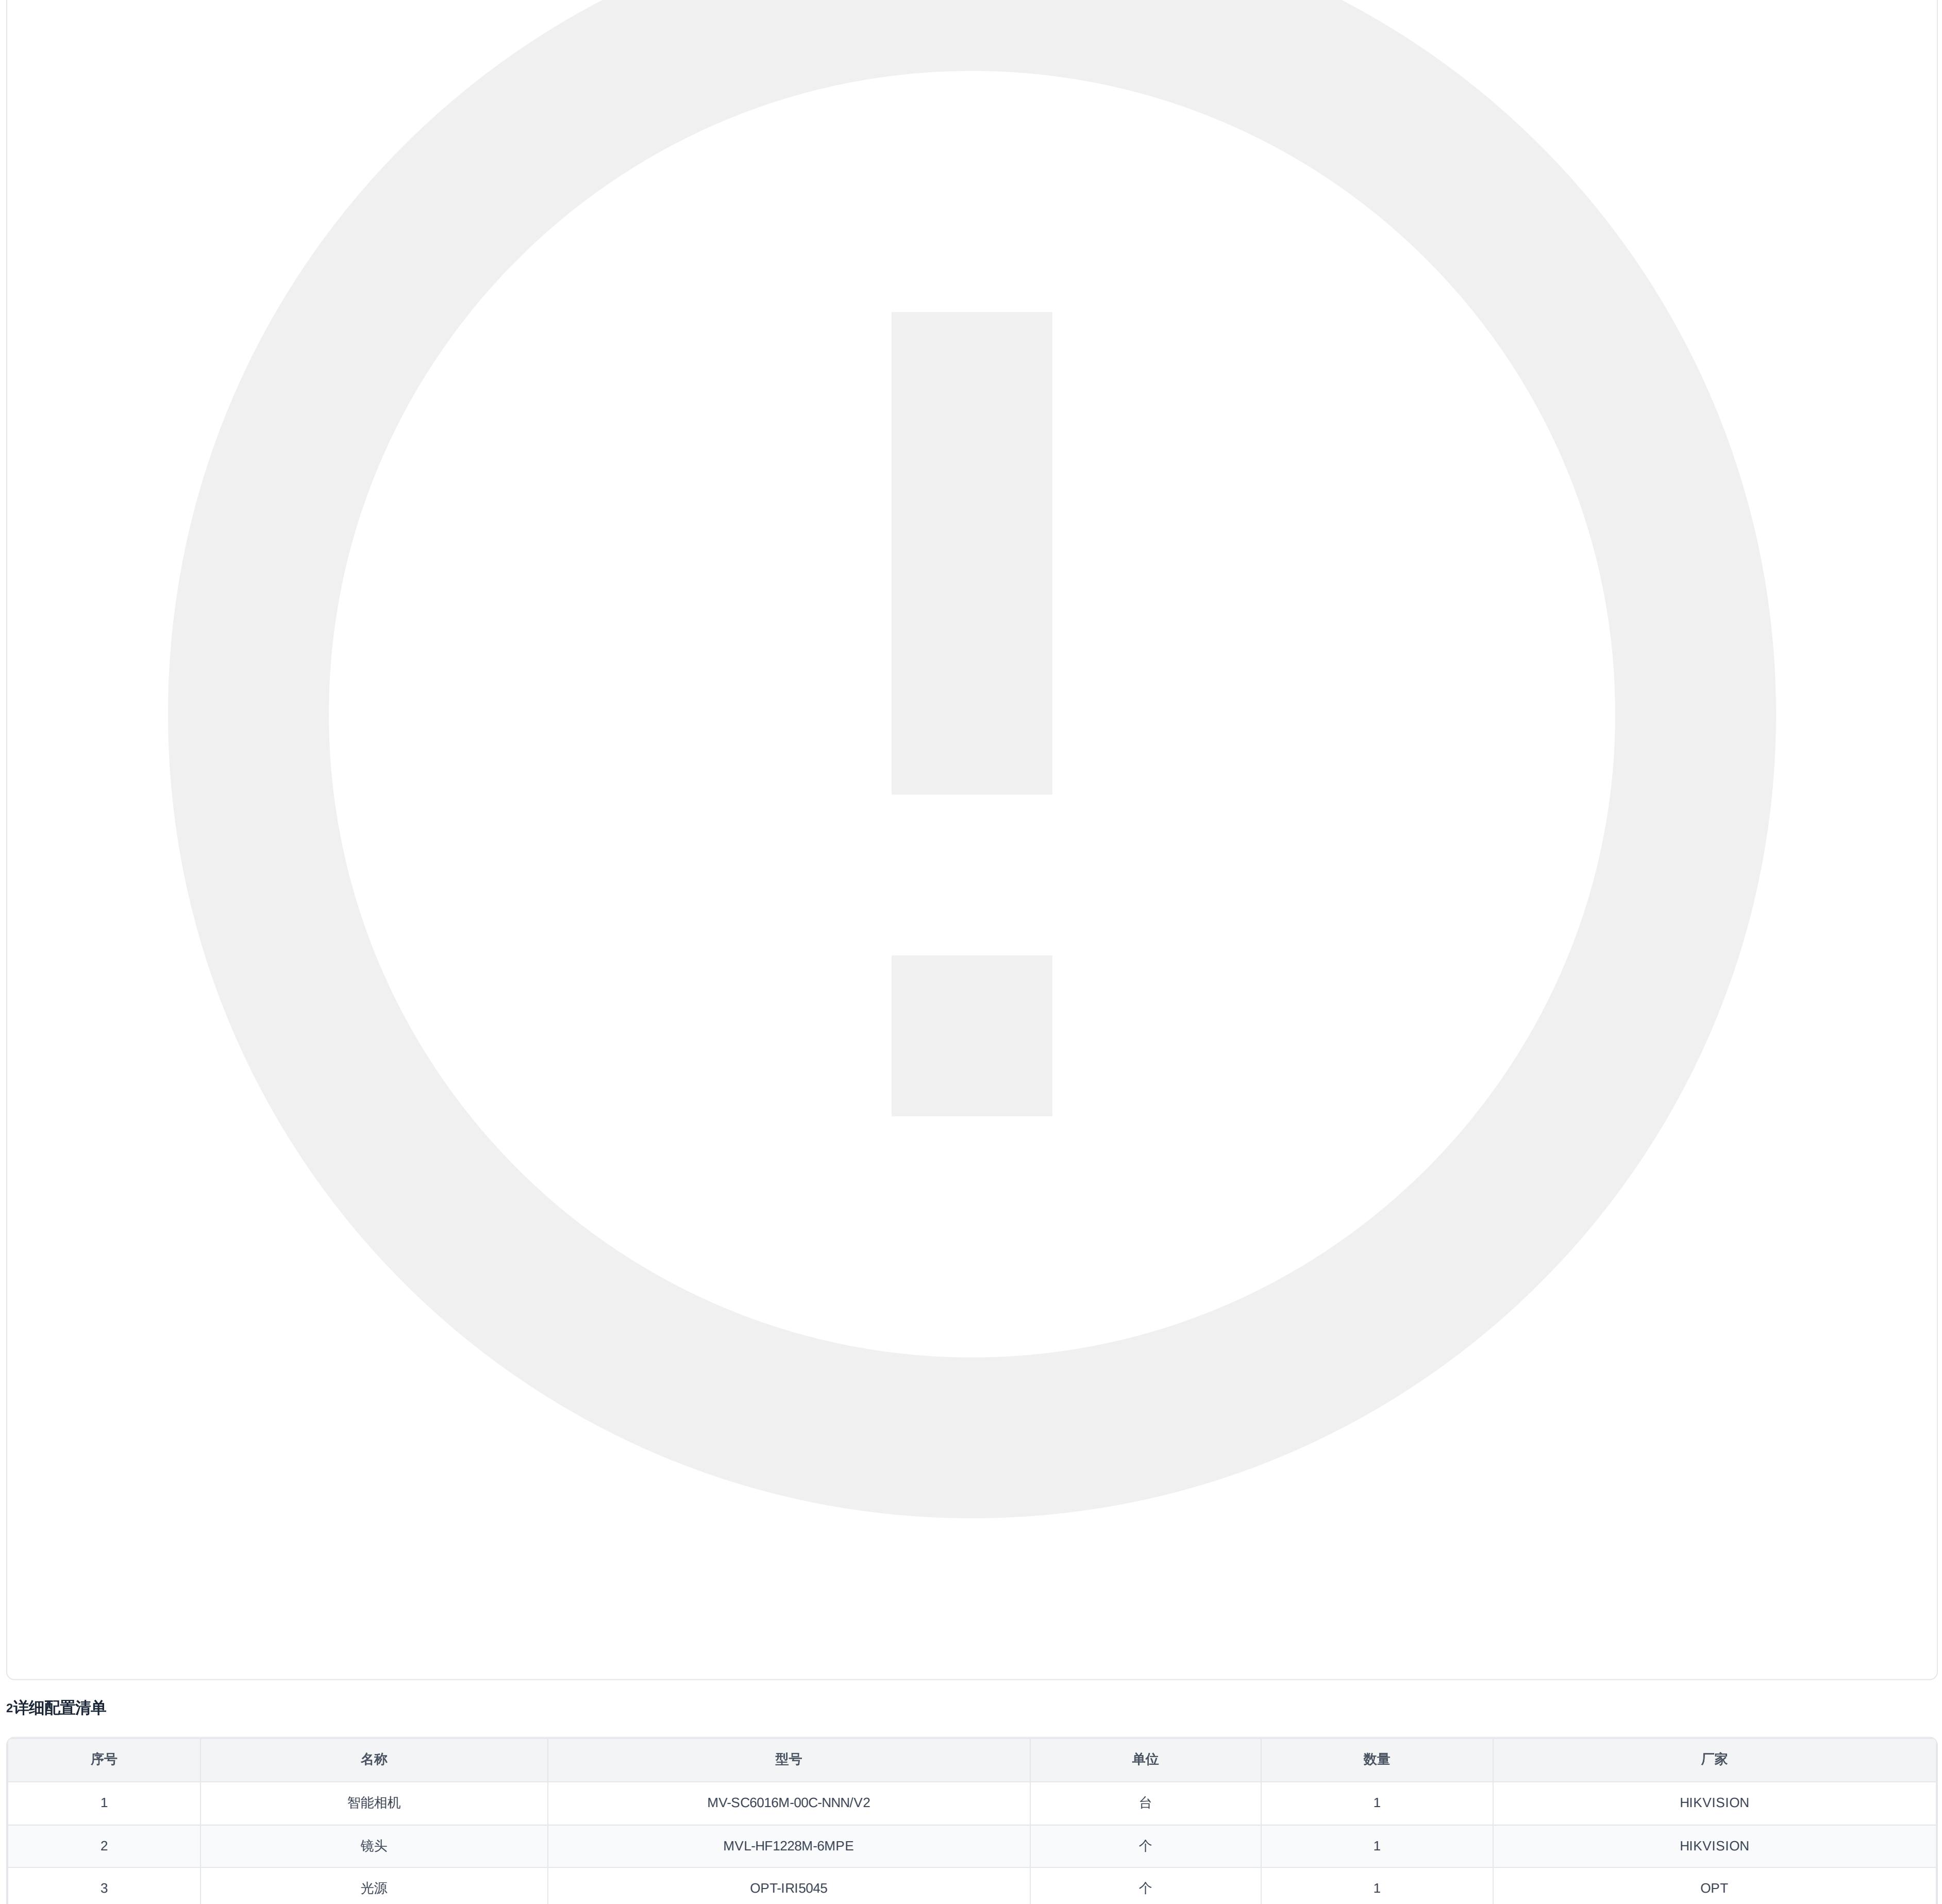 2详细配置清单
序号 名称 型号 单位 数量 厂家
1 智能相机 MV-SC6016M-00C-NNN/V2 台 1 HIKVISION
2 镜头 MVL-HF1228M-6MPE 个 1 HIKVISION
3 光源 OPT-IRI5045 个 1 OPT